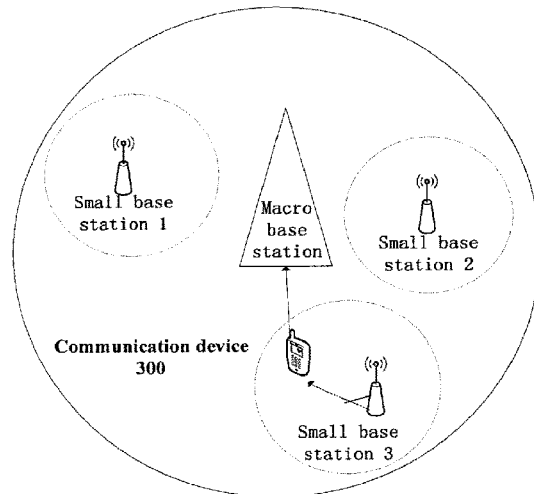 Small base
station 1
Macro
base
station
Small base
station 2
Communication device
300
Small base
station 3